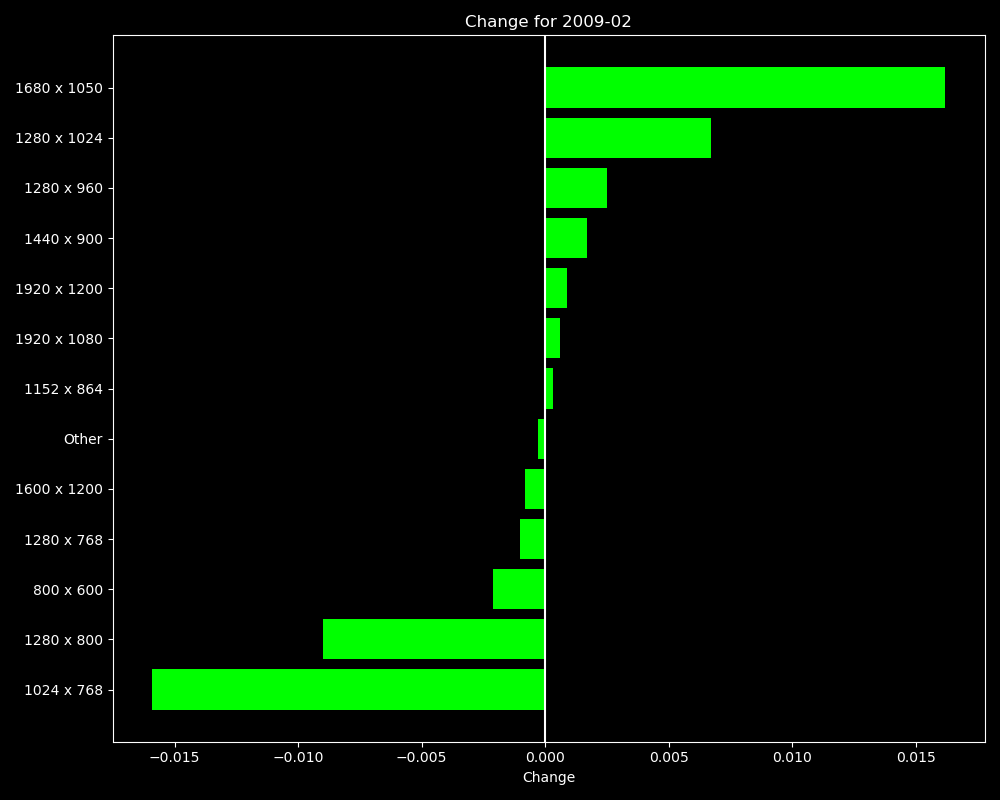 Change for 2009-02
1680 x 1050
1280 x 1024
1280 x 960
1440 x 900
1920 x 1200
1920 x 1080
1152 x 864
Other
1600 x 1200
1280 x 768
800 x 600
1280 x 800
1024 x 768
−0.015 −0.010 −0.005 0.000 0.005 0.010 0.015
Change